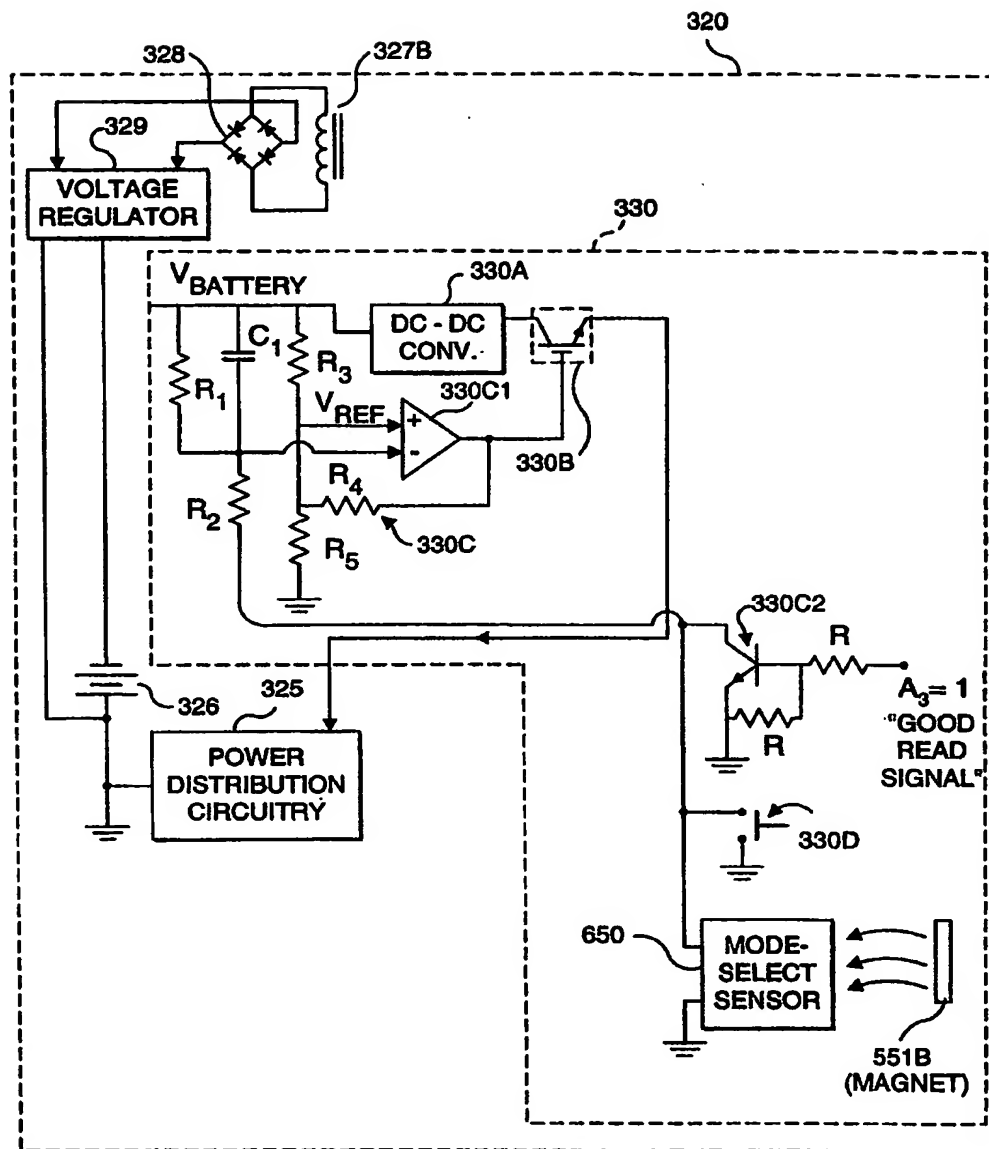 320
328
327B
329
VOLTAGE
REGULATOR
330
VBATTERY
330A
DC - DC
CONV.
C1
R3
R1
VREF
330C1
+
-
330B
R4
R2
330C
R5
330C2
R
A3= 1
"GOOD
READ
SIGNAL"
R
326
325
POWER
DISTRIBUTION
CIRCUITRY
330D
650
MODE-
SELECT
SENSOR
551B
(MAGNET)